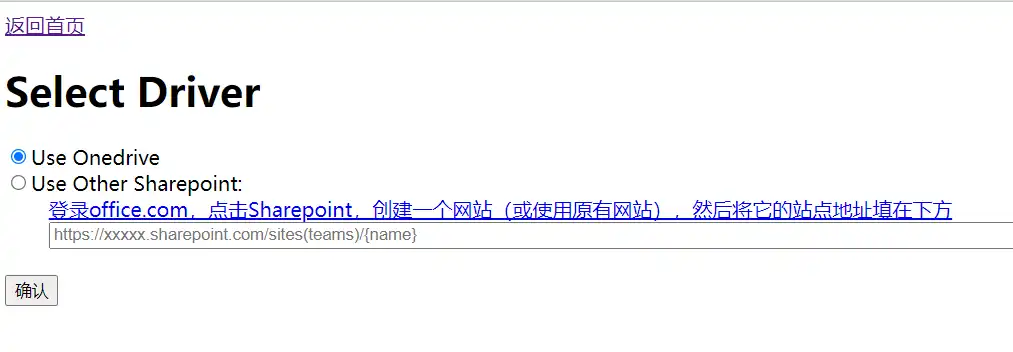 返回首页
Select Driver
Use Onedrive
Use Other Sharepoint:
登录office.com，点击Sharepoint，创建一个网站（或使用原有网站），然后将它的站点地址填在下方
https://xxxxx.sharepoint.com/sites(teams)/{name}
确认